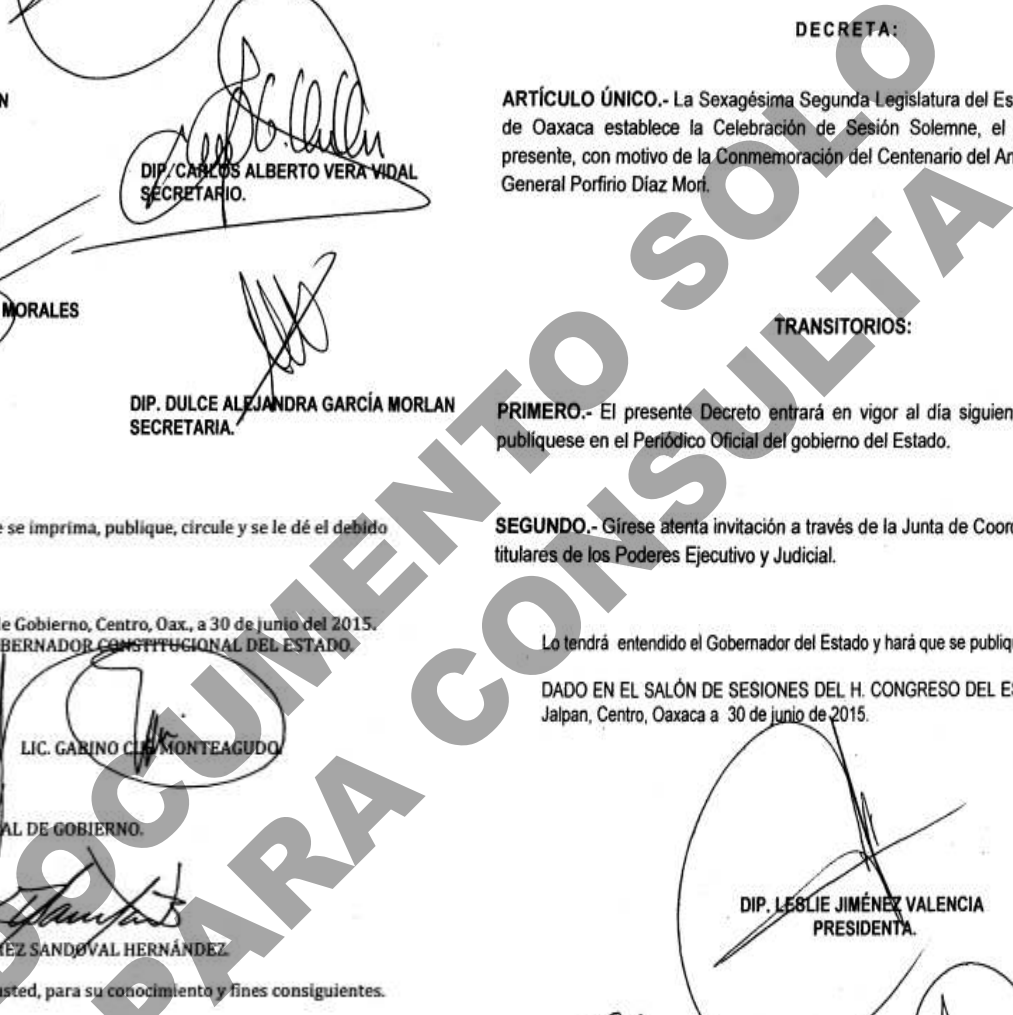 N
DIP. CARLOS ALBERTO VERA VIDAL
SECRETARIO.
MORALES
DIP. DULCE ALEJANDRA GARCÍA MORLAN
SECRETARIA.
se imprima, publique, circule y se le dé el debido
e Gobierno, Centro, Oax., a 30 de junio del 2015.
BERNADOR CONSTITUCIONAL DEL ESTADO.
LIC. GABINO CUÉ MONTEAGUDO.
AL DE GOBIERNO.
EZ SANDOVAL HERNÁNDEZ.
usted, para su conocimiento y fines consiguientes.
DECRETA:
ARTÍCULO ÚNICO.- La Sexagésima Segunda Legislatura del Es
de Oaxaca establece la Celebración de Sesión Solemne, el
presente, con motivo de la Conmemoración del Centenario del An
General Porfirio Díaz Mori.
TRANSITORIOS:
PRIMERO.- El presente Decreto entrará en vigor al día siguien
publíquese en el Periódico Oficial del gobierno del Estado.
SEGUNDO.- Gírese atenta invitación a través de la Junta de Coord
titulares de los Poderes Ejecutivo y Judicial.
Lo tendrá entendido el Gobernador del Estado y hará que se publiqu
DADO EN EL SALÓN DE SESIONES DEL H. CONGRESO DEL ES
Jalpan, Centro, Oaxaca a 30 de junio de 2015.
DIP. LESLIE JIMÉNEZ VALENCIA
PRESIDENTA.
DOCUMENTO SOLO
PARA CONSULTA